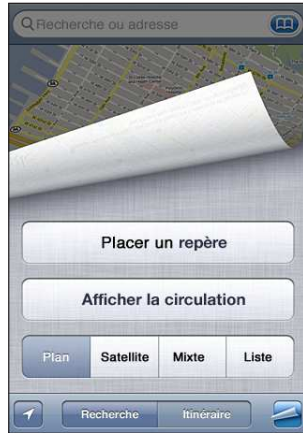 Recherche ou adresse
Placer un repère
Afficher la circulation
Plan Satellite Mixte Liste
Recherche Itinéraire